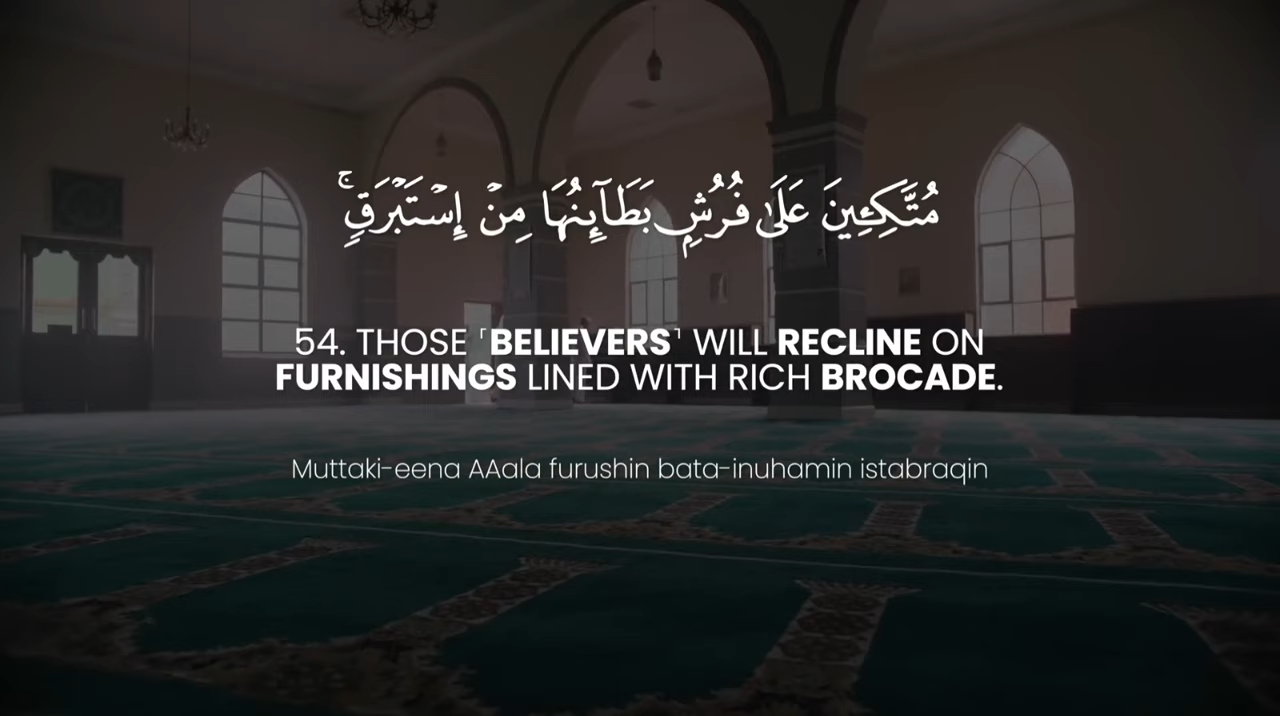 مُتَّكِـِٔينَ عَلَىٰ فُرُشٍۭ بَطَآئِنُهَا مِنْ إِسْتَبْرَقٍۢ ۚ
54. THOSE ˹BELIEVERS˺ WILL RECLINE ON
FURNISHINGS LINED WITH RICH BROCADE.
Muttaki-eena AAala furushin bata-inuhamin istabraqin